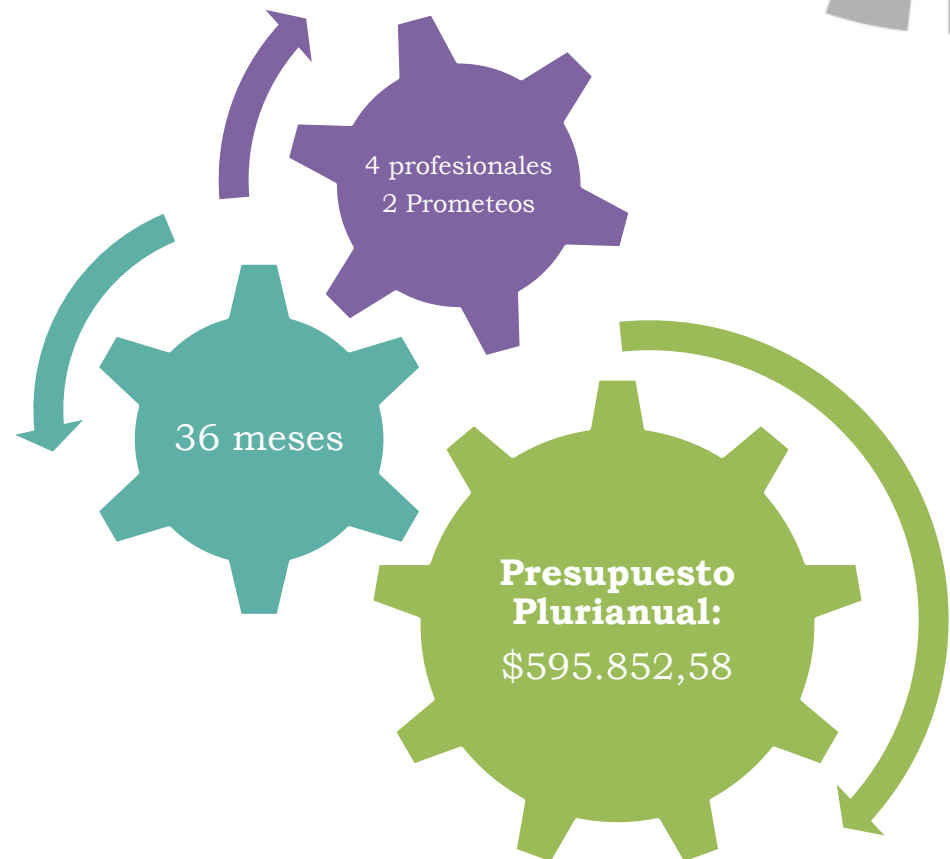 4 profesionales
2 Prometeos
36 meses
Presupuesto
Plurianual:
$595.852,58